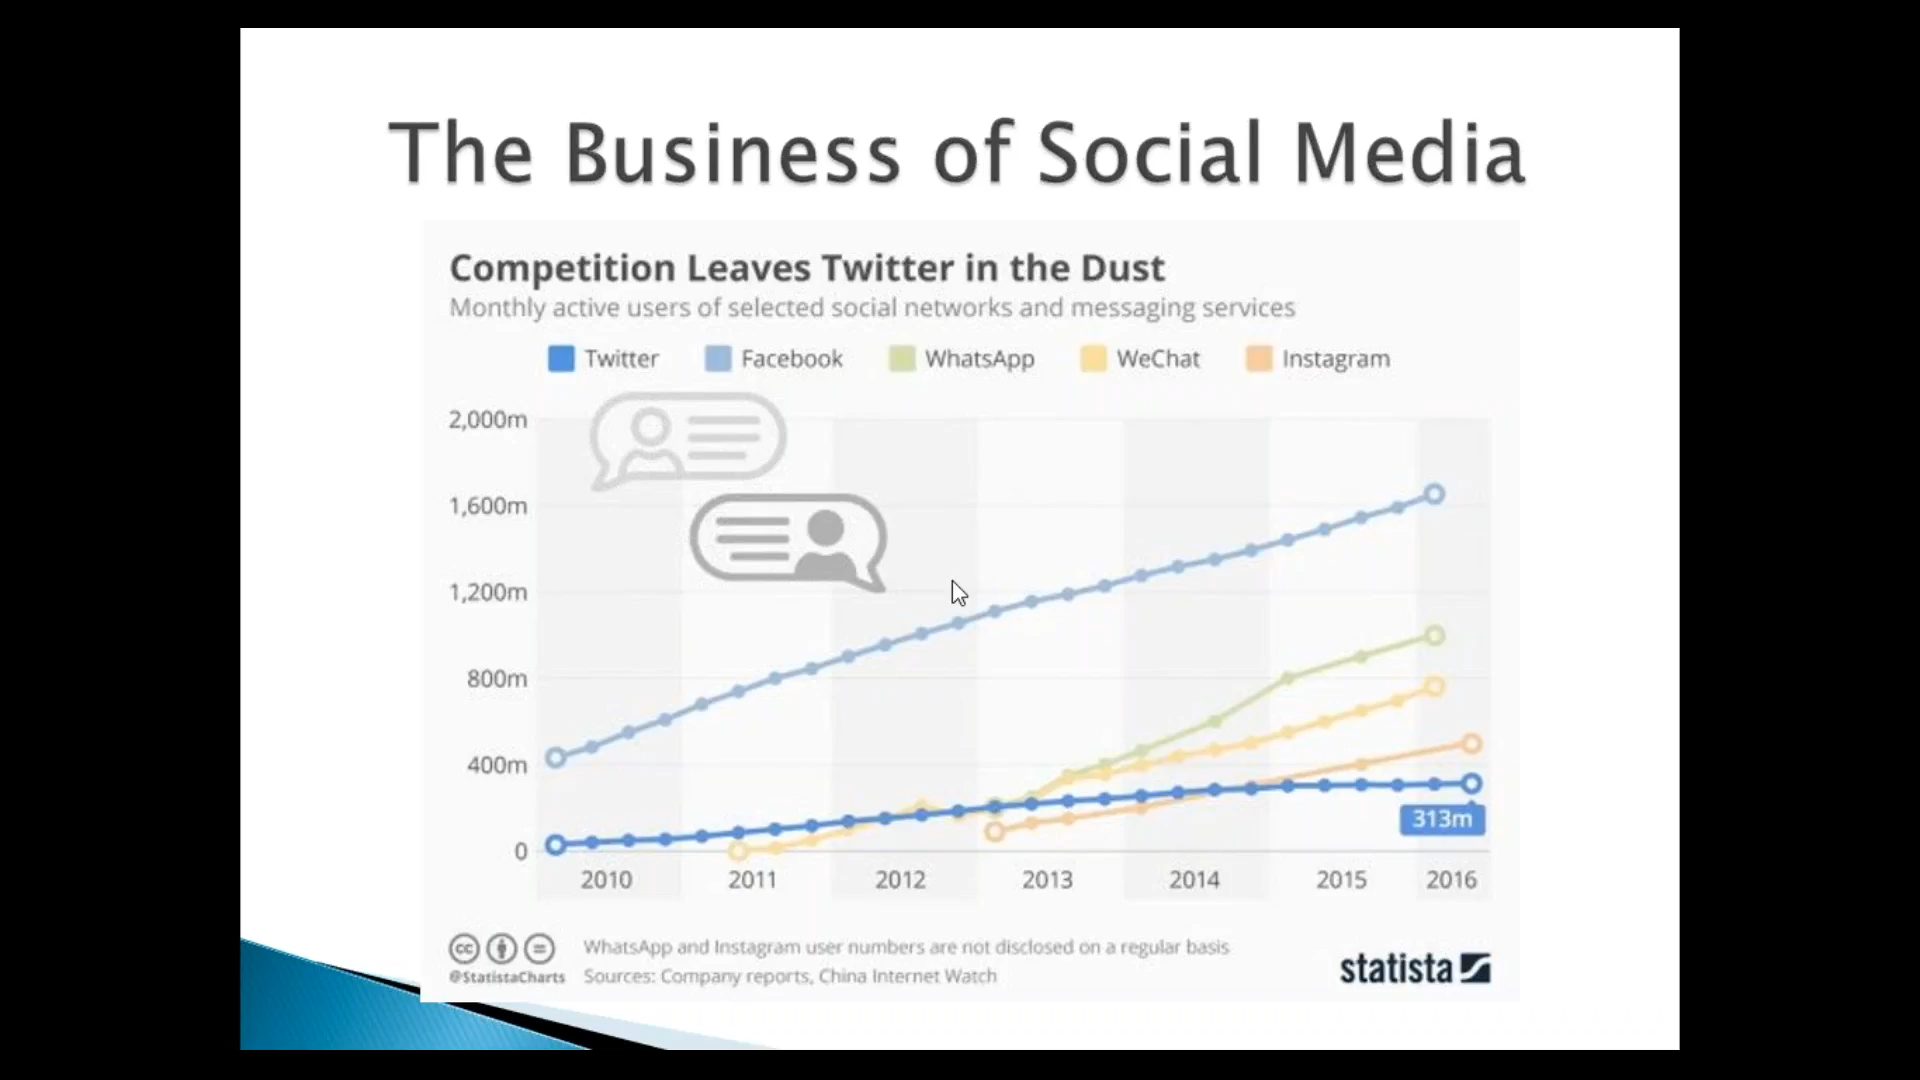 The Business of Social Media
Competition Leaves Twitter in the Dust
Monthly active users of selected social networks and messaging services
Twitter Facebook WhatsApp WeChat Instagram
2,000m
1,600m
1,200m
800m
400m
0
313m
2010 2011 2012 2013 2014 2015 2016
cc
WhatsApp and Instagram user numbers are not disclosed on a regular basis
@StatistaCharts Sources: Company reports, China Internet Watch
statista